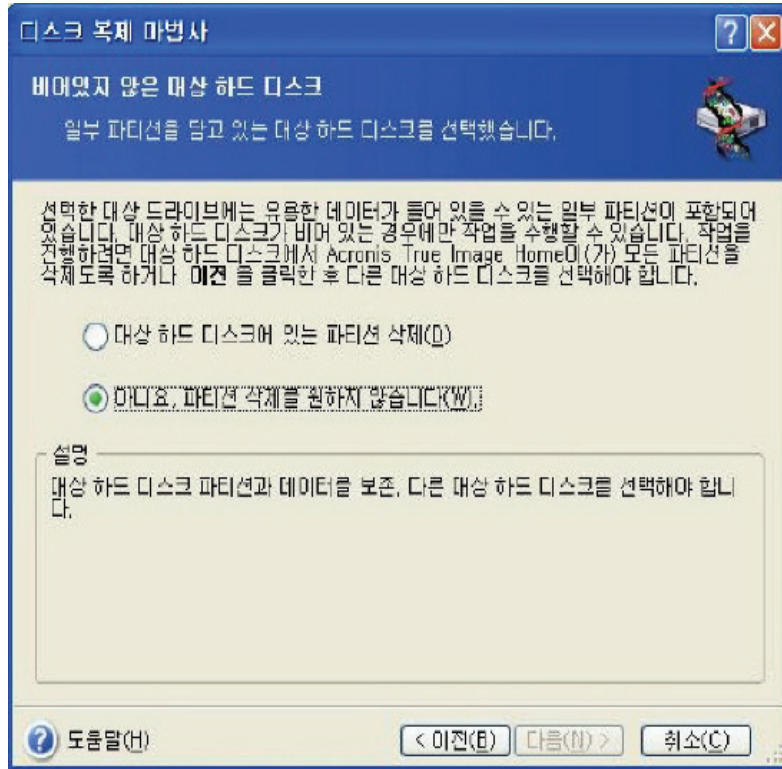 디스크 복제 마법사
비어있지 않은 대상 하드 디스크
일부 파티션을 담고 있는 대상 하드 디스크를 선택했습니다.
선택한 대상 드라이브에는 유용한 데이터가 들어 있을 수 있는 일부 파티션이 포함되어
있습니다. 대상 하드 디스크가 비어 있는 경우에만 작업을 수행할 수 있습니다. 작업을
진행하려면 대상 하드 디스크에서 Acronis True Image Home이(가) 모든 파티션을
삭제도록 하거나 이전 을 클릭한 후 다른 대상 하드 디스크를 선택해야 합니다.
대상 하드 디스크에 있는 파티션 삭제(D)
아니요, 파티션 삭제를 원하지 않습니다(W).
설명
대상 하드 디스크 파티션과 데이터를 보존. 다른 대상 하드 디스크를 선택해야 합니
다.
도움말(H)
< 이전(B)
다음(N) >
취소(C)